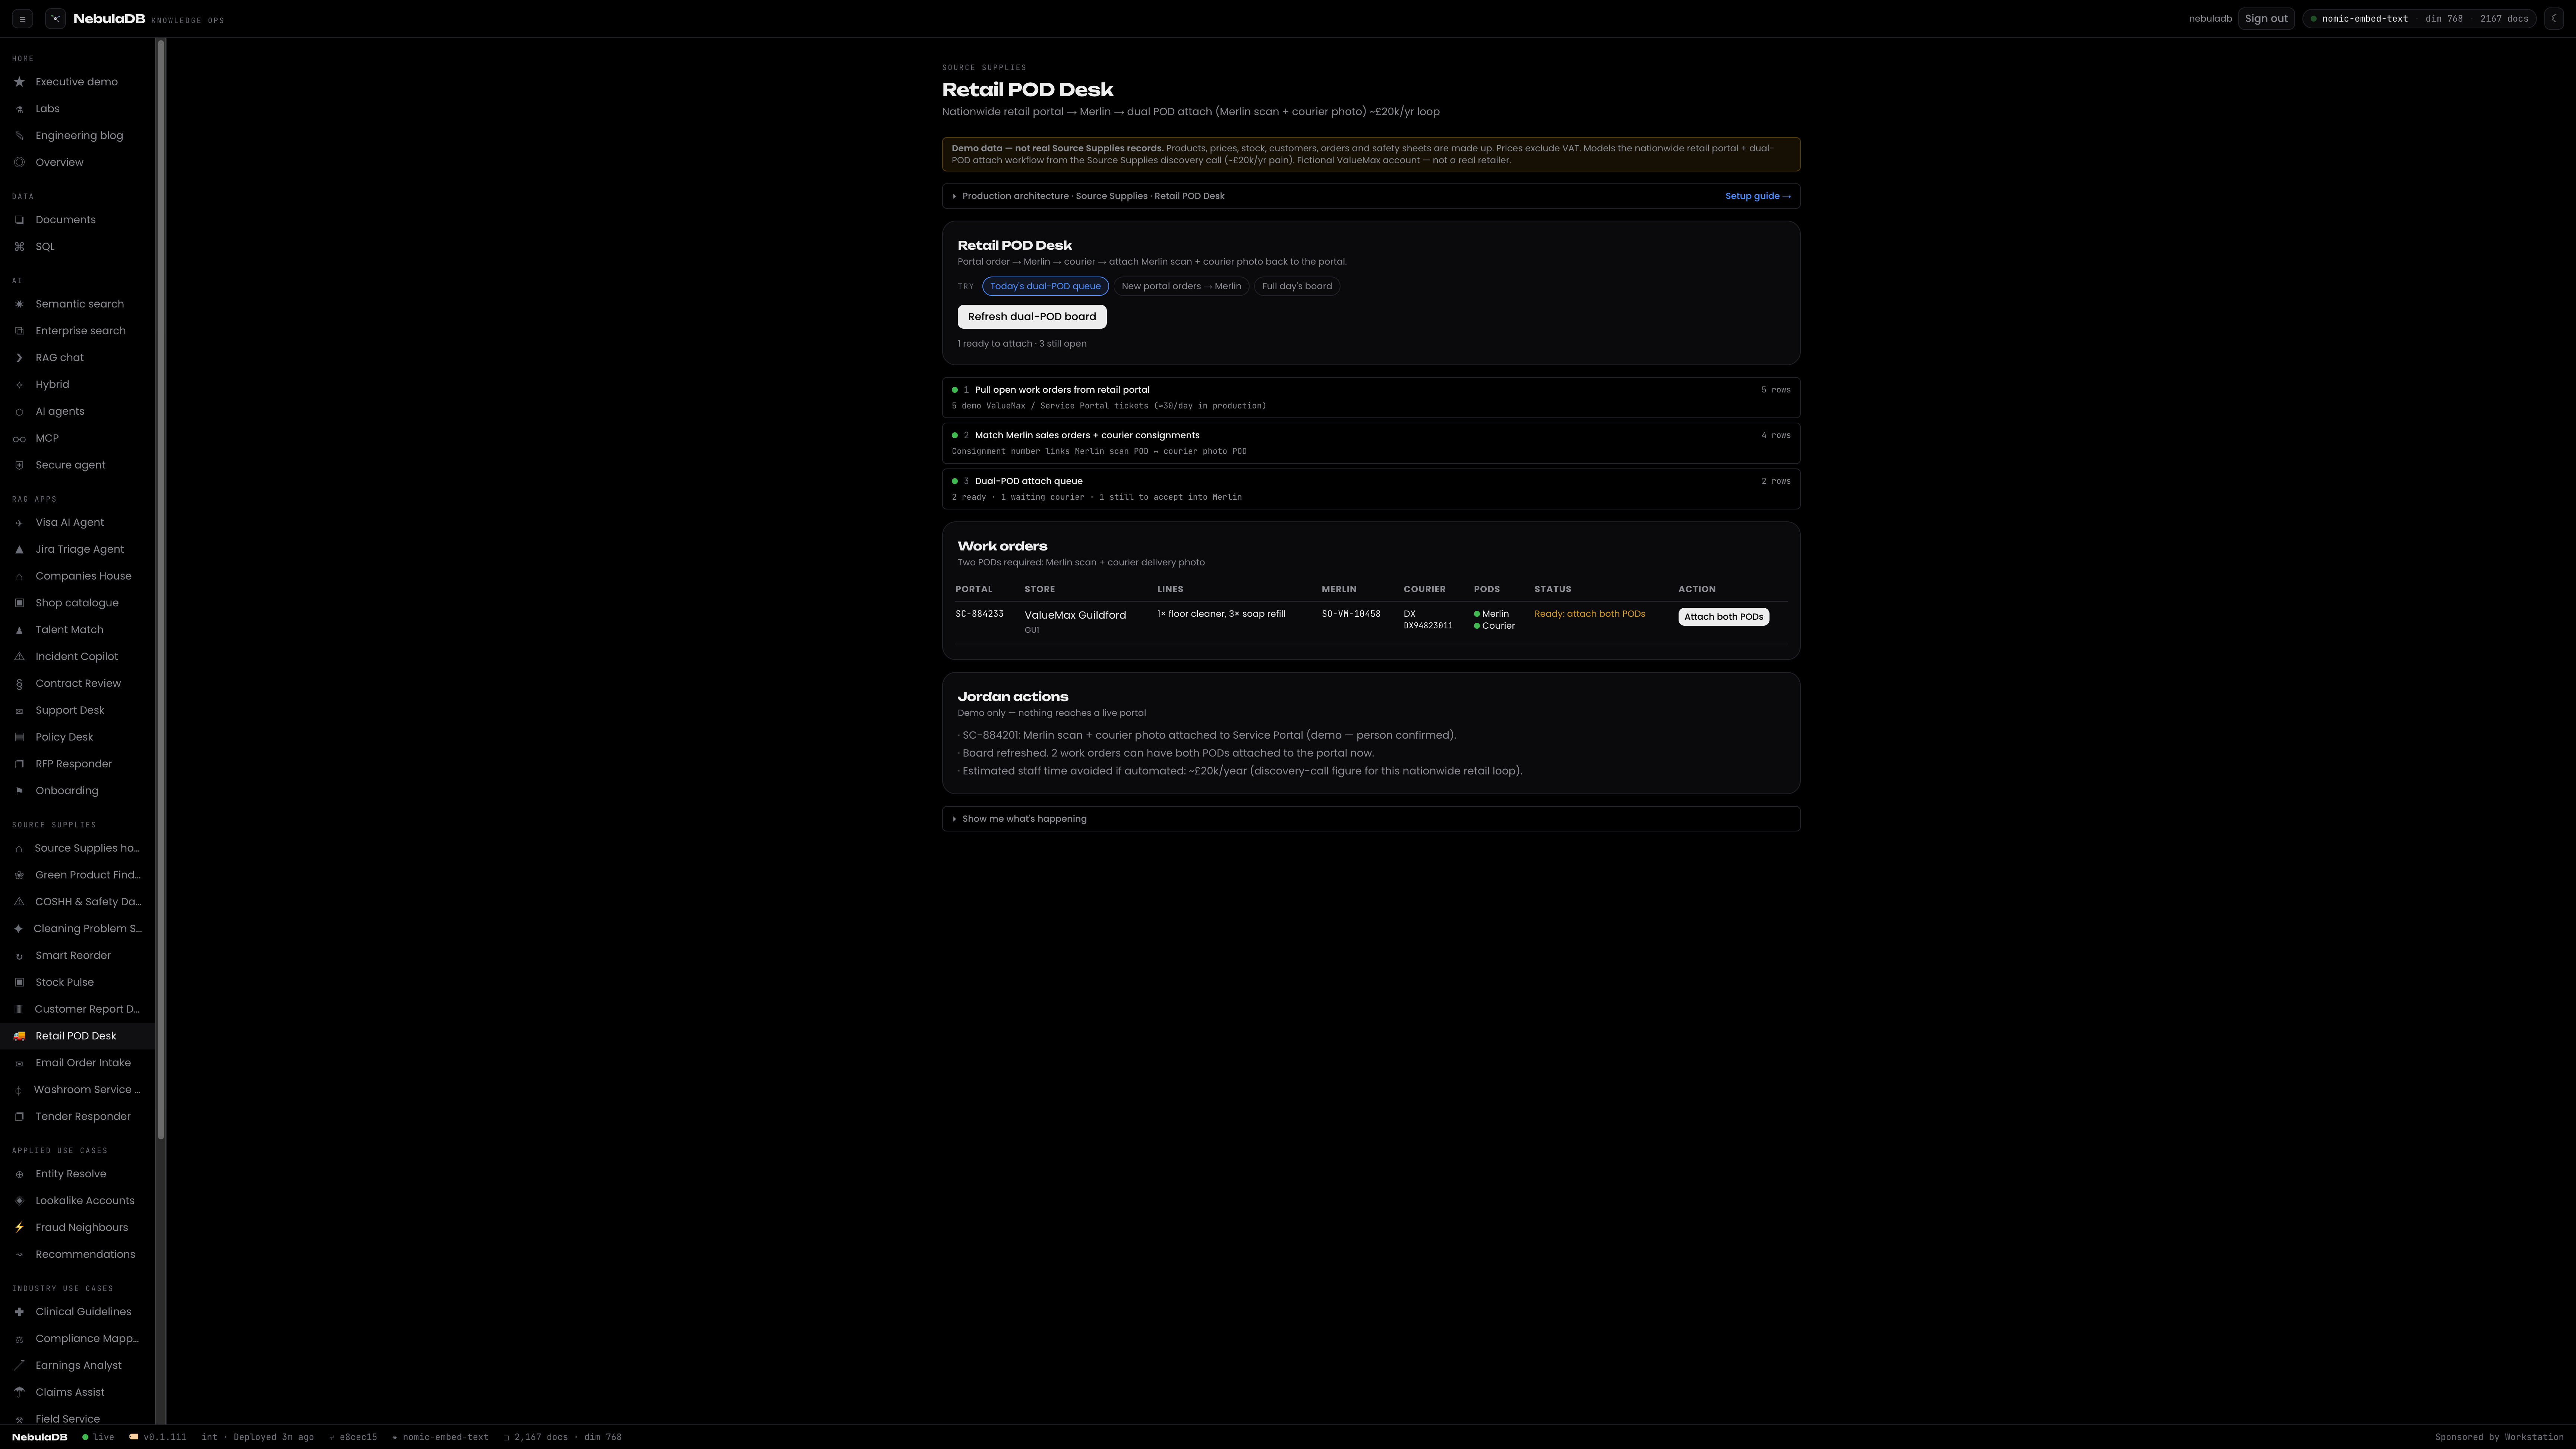 NebulaDB KNOWLEDGE OPS
nebuladb
Sign out
nomic-embed-text · dim 768 · 2167 docs
HOME
Executive demo
Labs
Engineering blog
Overview
DATA
Documents
SQL
AI
Semantic search
Enterprise search
RAG chat
Hybrid
AI agents
MCP
Secure agent
RAG APPS
Visa AI Agent
Jira Triage Agent
Companies House
Shop catalogue
Talent Match
Incident Copilot
Contract Review
Support Desk
Policy Desk
RFP Responder
Onboarding
SOURCE SUPPLIES
Source Supplies ho...
Green Product Find...
COSHH & Safety Da...
Cleaning Problem S...
Smart Reorder
Stock Pulse
Customer Report D...
Retail POD Desk
Email Order Intake
Washroom Service ...
Tender Responder
APPLIED USE CASES
Entity Resolve
Lookalike Accounts
Fraud Neighbours
Recommendations
INDUSTRY USE CASES
Clinical Guidelines
Compliance Mapp...
Earnings Analyst
Claims Assist
Field Service
SOURCE SUPPLIES
Retail POD Desk
Nationwide retail portal → Merlin → dual POD attach (Merlin scan + courier photo) ~£20k/yr loop
Demo data — not real Source Supplies records. Products, prices, stock, customers, orders and safety sheets are made up. Prices exclude VAT. Models the nationwide retail portal + dual-
POD attach workflow from the Source Supplies discovery call (~£20k/yr pain). Fictional ValueMax account — not a real retailer.
Production architecture · Source Supplies · Retail POD Desk
Setup guide →
Retail POD Desk
Portal order → Merlin → courier → attach Merlin scan + courier photo back to the portal.
TRY
Today's dual-POD queue
New portal orders → Merlin
Full day's board
Refresh dual-POD board
1 ready to attach · 3 still open
1 Pull open work orders from retail portal
5 rows
5 demo ValueMax / Service Portal tickets (≈30/day in production)
2 Match Merlin sales orders + courier consignments
4 rows
Consignment number links Merlin scan POD ↔ courier photo POD
3 Dual-POD attach queue
2 rows
2 ready · 1 waiting courier · 1 still to accept into Merlin
Work orders
Two PODs required: Merlin scan + courier delivery photo
PORTAL STORE LINES MERLIN COURIER PODS STATUS ACTION
SC-884233 ValueMax Guildford 1× floor cleaner, 3× soap refill SO-VM-10458 DX Merlin Ready: attach both PODs Attach both PODs
GU1 DX94823011 Courier
Jordan actions
Demo only — nothing reaches a live portal
· SC-884201: Merlin scan + courier photo attached to Service Portal (demo — person confirmed).
· Board refreshed. 2 work orders can have both PODs attached to the portal now.
· Estimated staff time avoided if automated: ~£20k/year (discovery-call figure for this nationwide retail loop).
Show me what's happening
NebulaDB live v0.1.111 int · Deployed 3m ago e8cec15 nomic-embed-text 2,167 docs · dim 768
Sponsored by Workstation